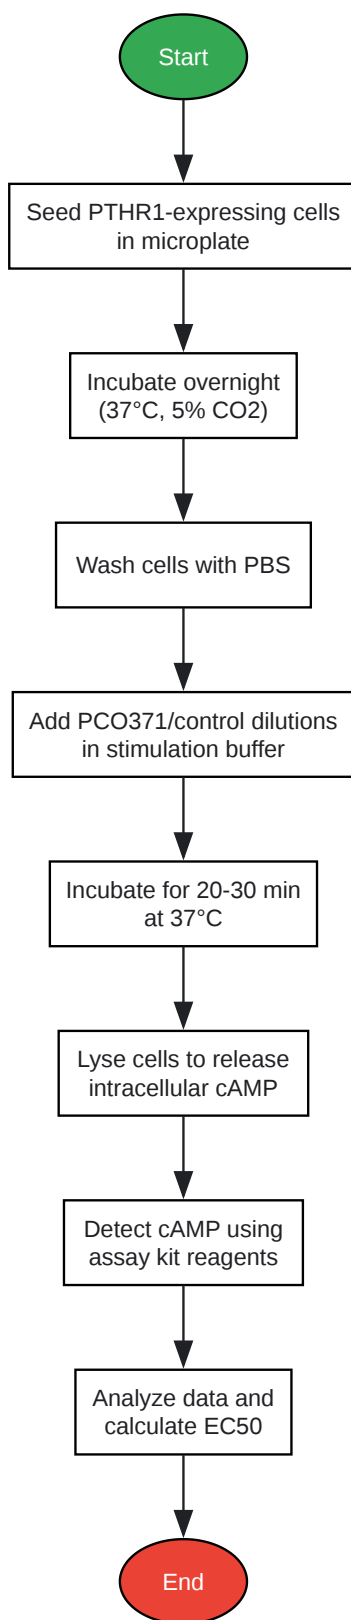 Start
Seed PTHR1-expressing cells
in microplate
Incubate overnight
(37°C, 5% CO2)
Wash cells with PBS
Add PCO371/control dilutions
in stimulation buffer
Incubate for 20-30 min
at 37°C
Lyse cells to release
intracellular cAMP
Detect cAMP using
assay kit reagents
Analyze data and
calculate EC50
End